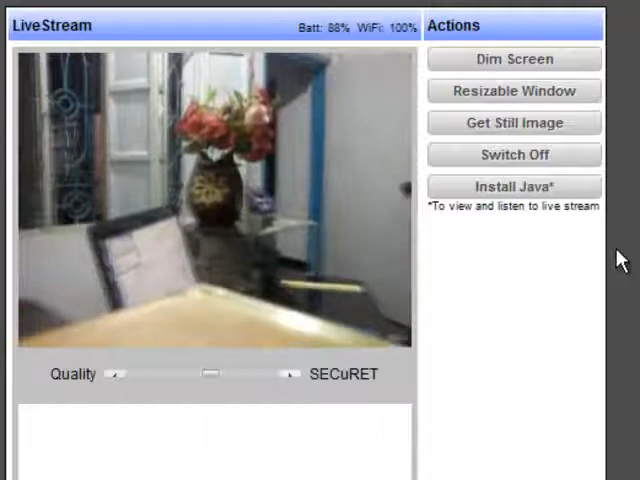 LiveStream
Batt: 88% WiFi: 100%
Actions
Dim Screen
Resizable Window
Get Still Image
Switch Off
Install Java*
*To view and listen to live stream
Quality
SECuRET